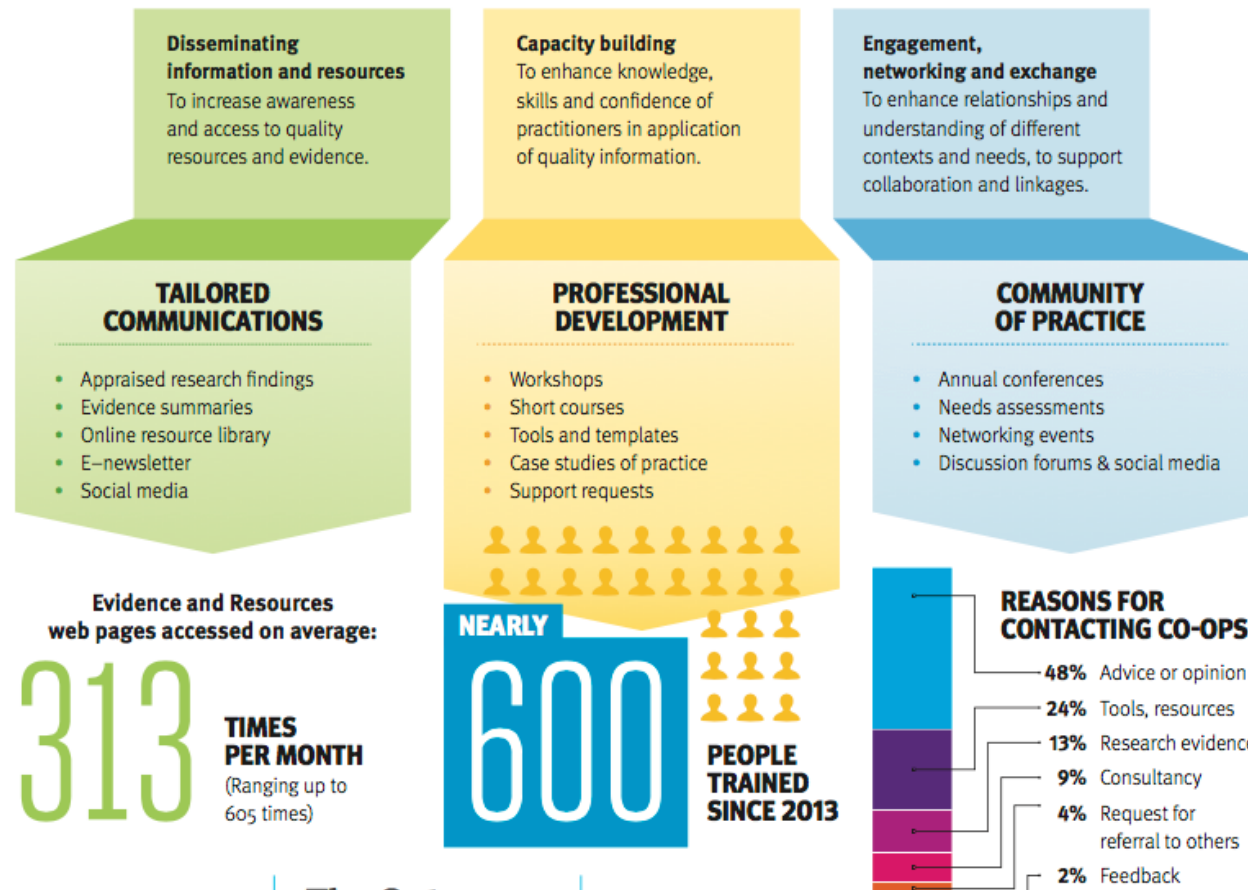 Disseminating
information and resources
To increase awareness
and access to quality
resources and evidence.
Capacity building
To enhance knowledge,
skills and confidence of
practitioners in application
of quality information.
Engagement,
networking and exchange
To enhance relationships and
understanding of different
contexts and needs, to support
collaboration and linkages.
TAILORED
COMMUNICATIONS
• Appraised research findings
• Evidence summaries
• Online resource library
• E–newsletter
• Social media
PROFESSIONAL
DEVELOPMENT
• Workshops
• Short courses
• Tools and templates
• Case studies of practice
• Support requests
COMMUNITY
OF PRACTICE
• Annual conferences
• Needs assessments
• Networking events
• Discussion forums & social media
Evidence and Resources
web pages accessed on average:
313
TIMES
PER MONTH
(Ranging up to
605 times)
NEARLY
600
PEOPLE
TRAINED
SINCE 2013
REASONS FOR
CONTACTING CO-OPS
48% Advice or opinion
24% Tools, resources
13% Research evidence
9% Consultancy
4% Request for
referral to others
2% Feedback